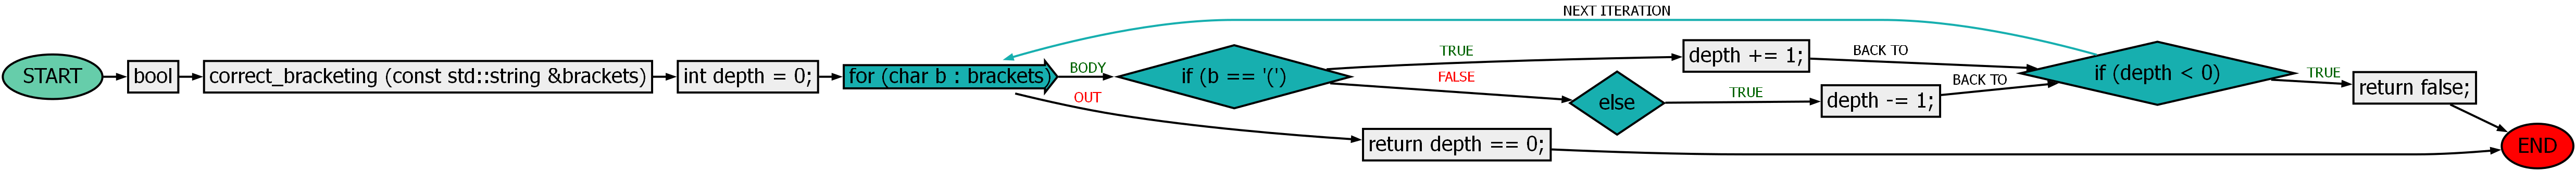 NEXT ITERATION
START
bool
correct_bracketing (const std::string &brackets)
int depth = 0;
for (char b : brackets)
BODY
OUT
if (b == '(')
TRUE
FALSE
depth += 1;
BACK TO
else
TRUE
depth -= 1;
BACK TO
if (depth < 0)
TRUE
return false;
return depth == 0;
END